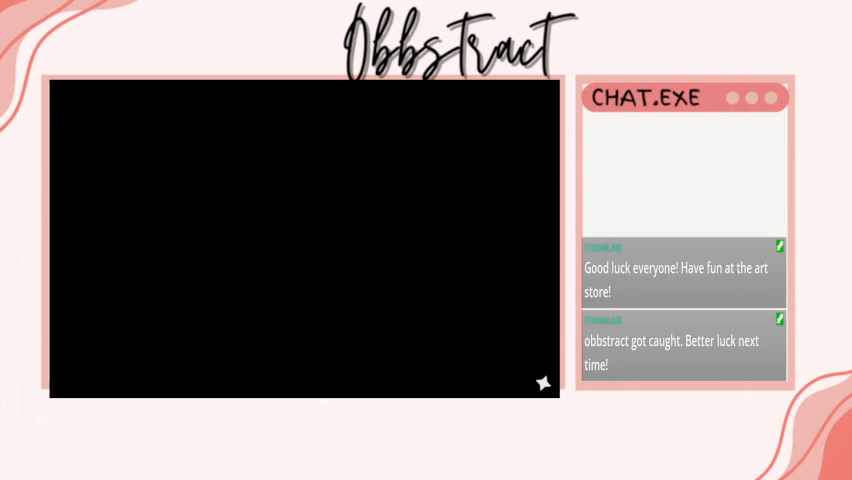 Obbstract
CHAT.EXE
Good luck everyone! Have fun at the art
store!
obbstract got caught. Better luck next
time!